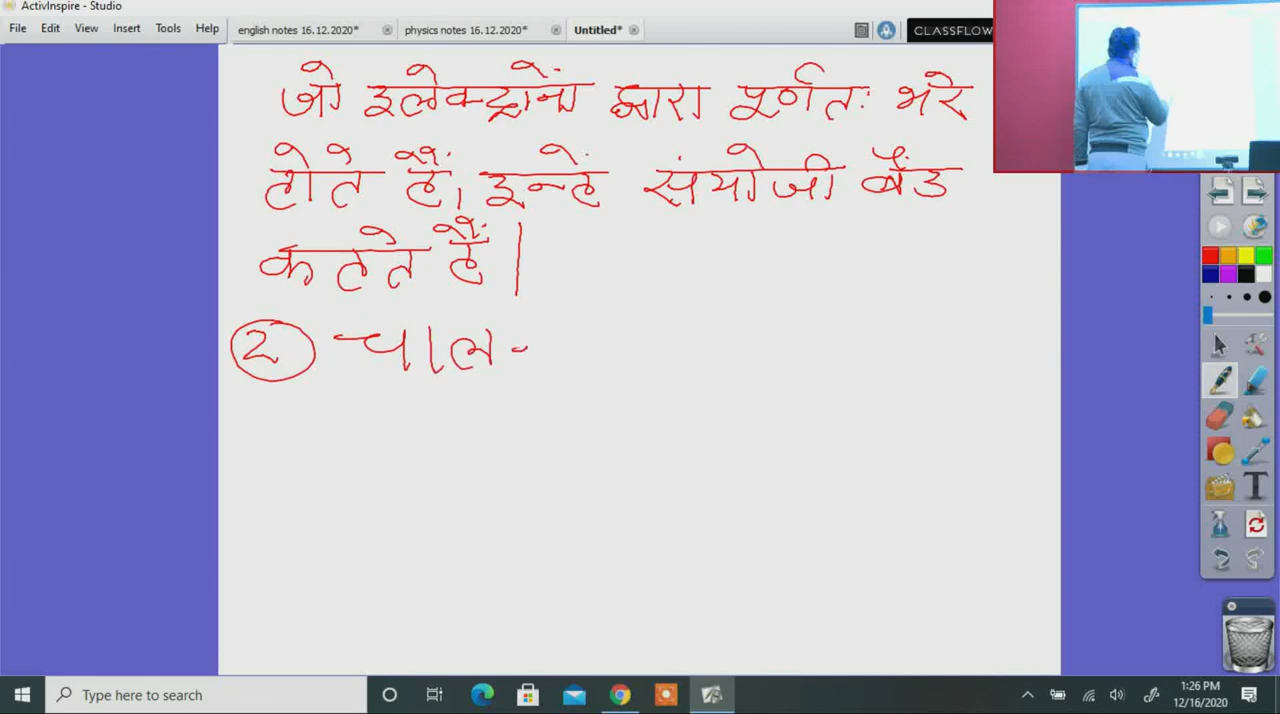 ActivInspire - Studio
File Edit View Insert Tools Help
english notes 16.12.2020* physics notes 16.12.2020* Untitled* CLASSFLOW
जो इलेक्ट्रोनों द्वारा पूर्णतः भरे
होते हैं। इन्हें संयोजी बैंड
कहते हैं।
2 चाल
T
Type here to search
1:26 PM
12/16/2020